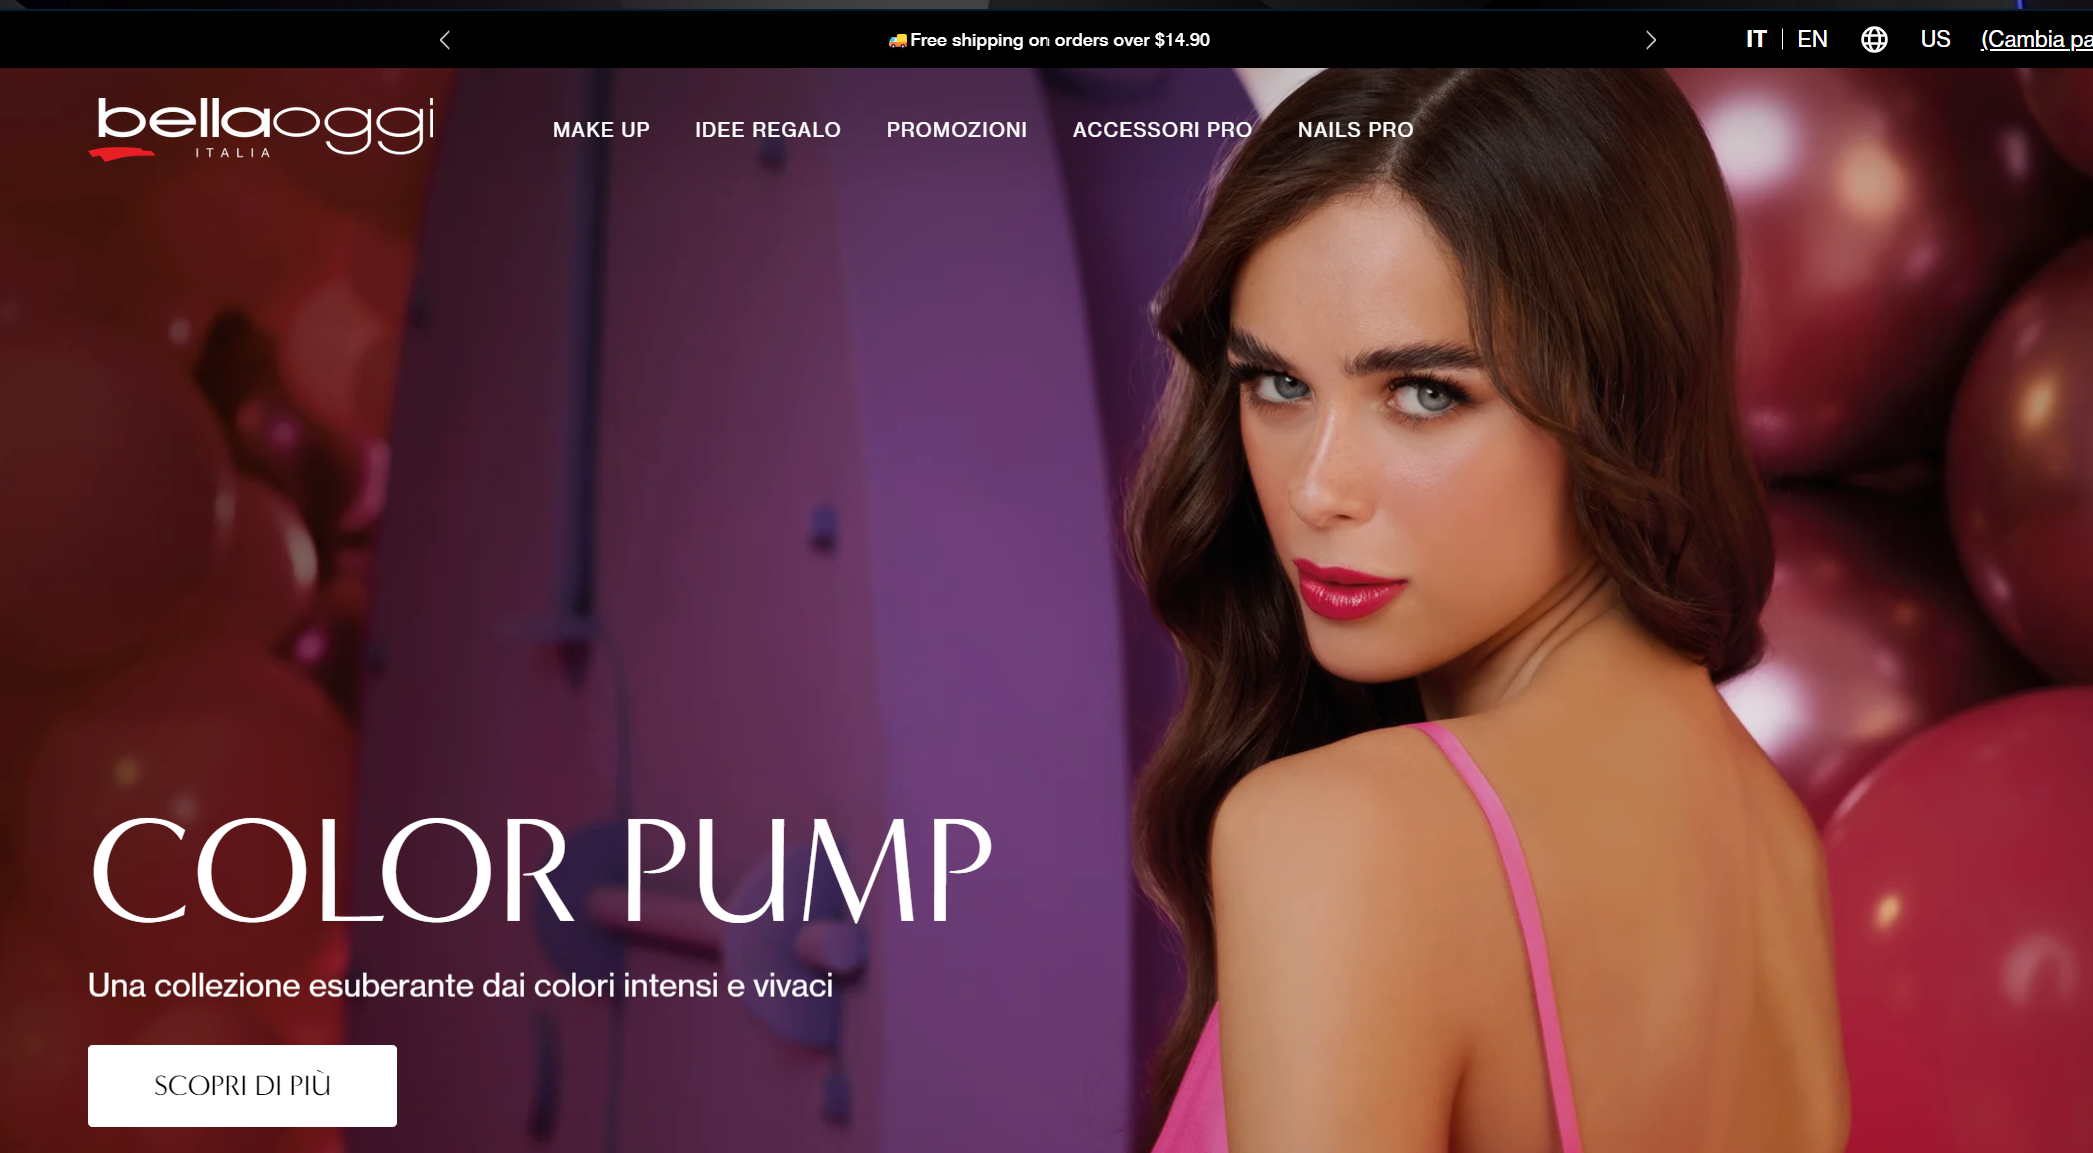 Free shipping on orders over $14.90
IT | EN US (Cambia pa
bellaoggi
ITALIA
MAKE UP IDEE REGALO PROMOZIONI ACCESSORI PRO NAILS PRO
COLOR PUMP
Una collezione esuberante dai colori intensi e vivaci
SCOPRI DI PIÙ